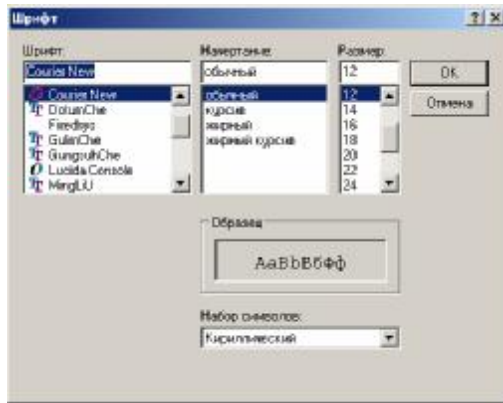 Шрифт
Шрифт: Начертание: Размер:
Courier New обычный 12 OK
Courier New обычный 12 Отмена
DotumChe курсив 14
Fixedsys жирный 16
GulimChe жирный курсив 18
GungsuhChe 20
Lucida Console 22
MingLiU 24
Образец
АаBbВбФф
Набор символов:
Кириллический